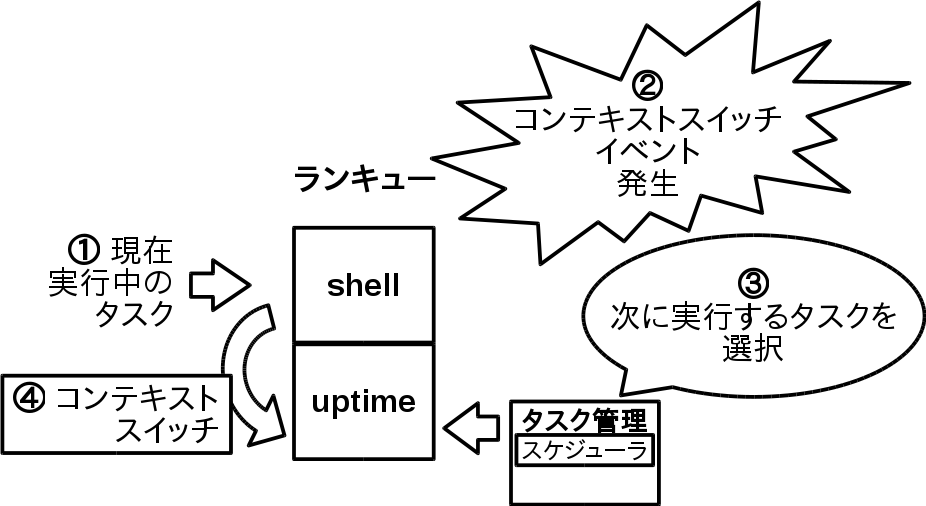 ② 
コンテキストスイッチ
イベント
発生
ランキュー
① 現在
実行中の
タスク
shell
③
次に実行するタスクを
選択
uptime
④ コンテキスト
スイッチ
タスク管理
スケジューラ